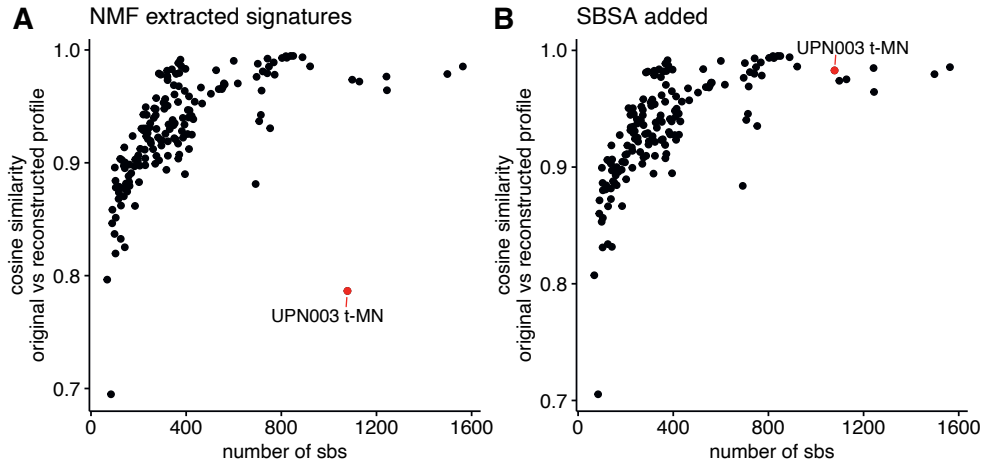 A
NMF extracted signatures
cosine similarity
original vs reconstructed profile
1.0
0.9
0.8
0.7
UPN003 t-MN
0
400
800
1200
1600
number of sbs
B
SBSA added
cosine similarity
original vs reconstructed profile
1.0
0.9
0.8
0.7
UPN003 t-MN
0
400
800
1200
1600
number of sbs